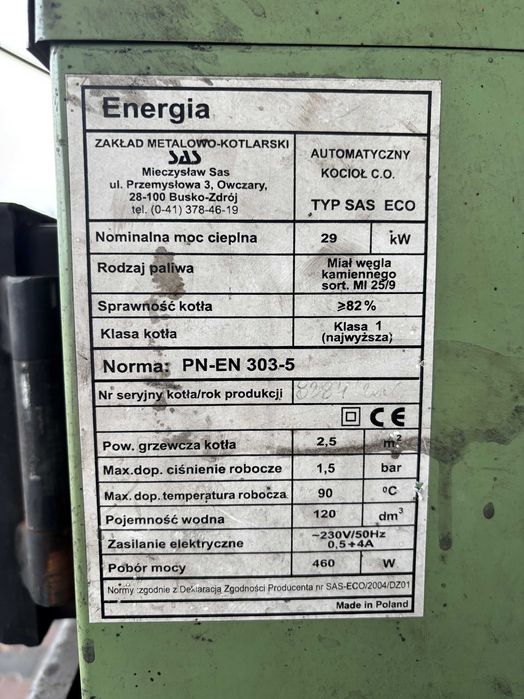 Energia
ZAKŁAD METALOWO-KOTLARSKI
SAS
Mieczysław Sas
ul. Przemysłowa 3, Owczary,
28-100 Busko-Zdrój
tel. (0-41) 378-46-19
AUTOMATYCZNY
KOCIOŁ C.O.
TYP SAS ECO
Nominalna moc cieplna 29 kW
Rodzaj paliwa Miał węgla
kamiennego
sort. MI 25/9
Sprawność kotła ≥82%
Klasa kotła Klasa 1
(najwyższa)
Norma: PN-EN 303-5
Nr seryjny kotła/rok produkcji
CE
Pow. grzewcza kotła 2,5 m²
Max.dop. ciśnienie robocze 1,5 bar
Max.dop. temperatura robocza 90 ⁰C
Pojemność wodna 120 dm³
Zasilanie elektryczne ~230V/50Hz
0,5÷4A
Pobór mocy 460 W
Normy zgodnie z Deklaracją Zgodności Producenta nr SAS-ECO/2004/DZ01
Made in Poland